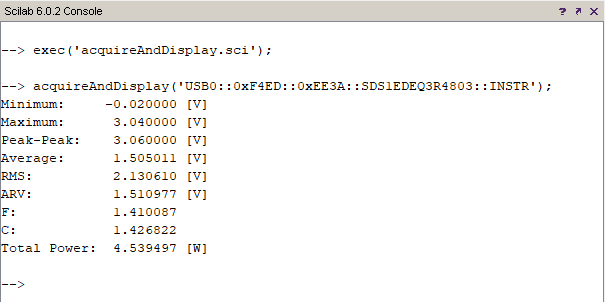 Scilab 6.0.2 Console ? ↗ ✕
--> exec('acquireAndDisplay.sci');
--> acquireAndDisplay('USB0::0xF4ED::0xEE3A::SDS1EDEQ3R4803::INSTR');
Minimum: -0.020000 [V]
Maximum: 3.040000 [V]
Peak-Peak: 3.060000 [V]
Average: 1.505011 [V]
RMS: 2.130610 [V]
ARV: 1.510977 [V]
F: 1.410087
C: 1.426822
Total Power: 4.539497 [W]
-->